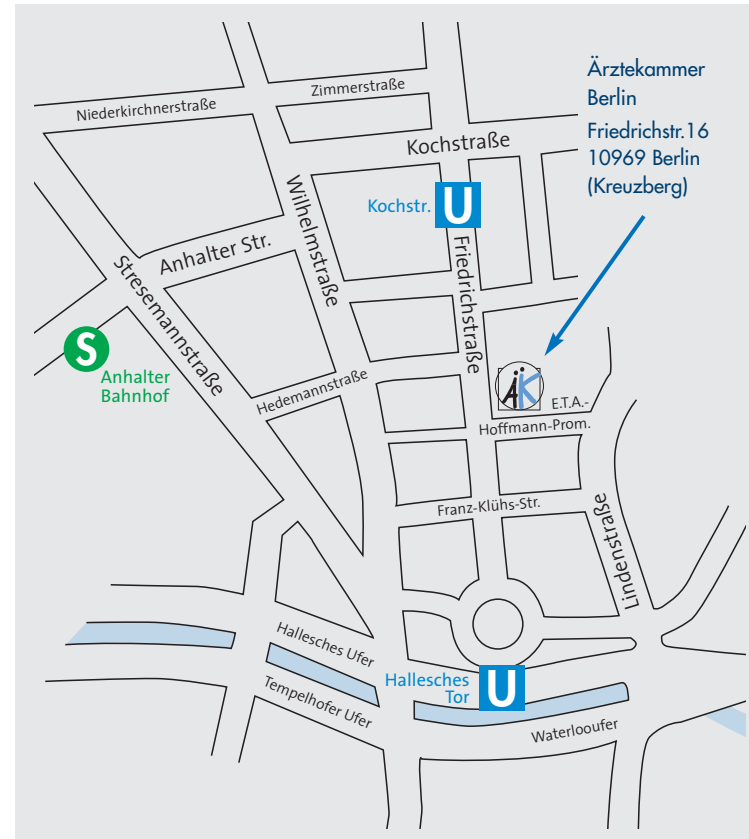 Ärztekammer
Berlin
Friedrichstr.16
10969 Berlin
(Kreuzberg)
Zimmerstraße
Niederkirchnerstraße
Kochstraße
Kochstr.
U
Wilhelmstraße
Anhalter Str.
Friedrichstraße
Stresemannstraße
S
Anhalter
Bahnhof
Hedemannstraße
ÄK
E.T.A.-
Hoffmann-Prom.
Franz-Klühs-Str.
Lindenstraße
Hallesches Ufer
Tempelhofer Ufer
Hallesches
Tor
U
Waterlooufer